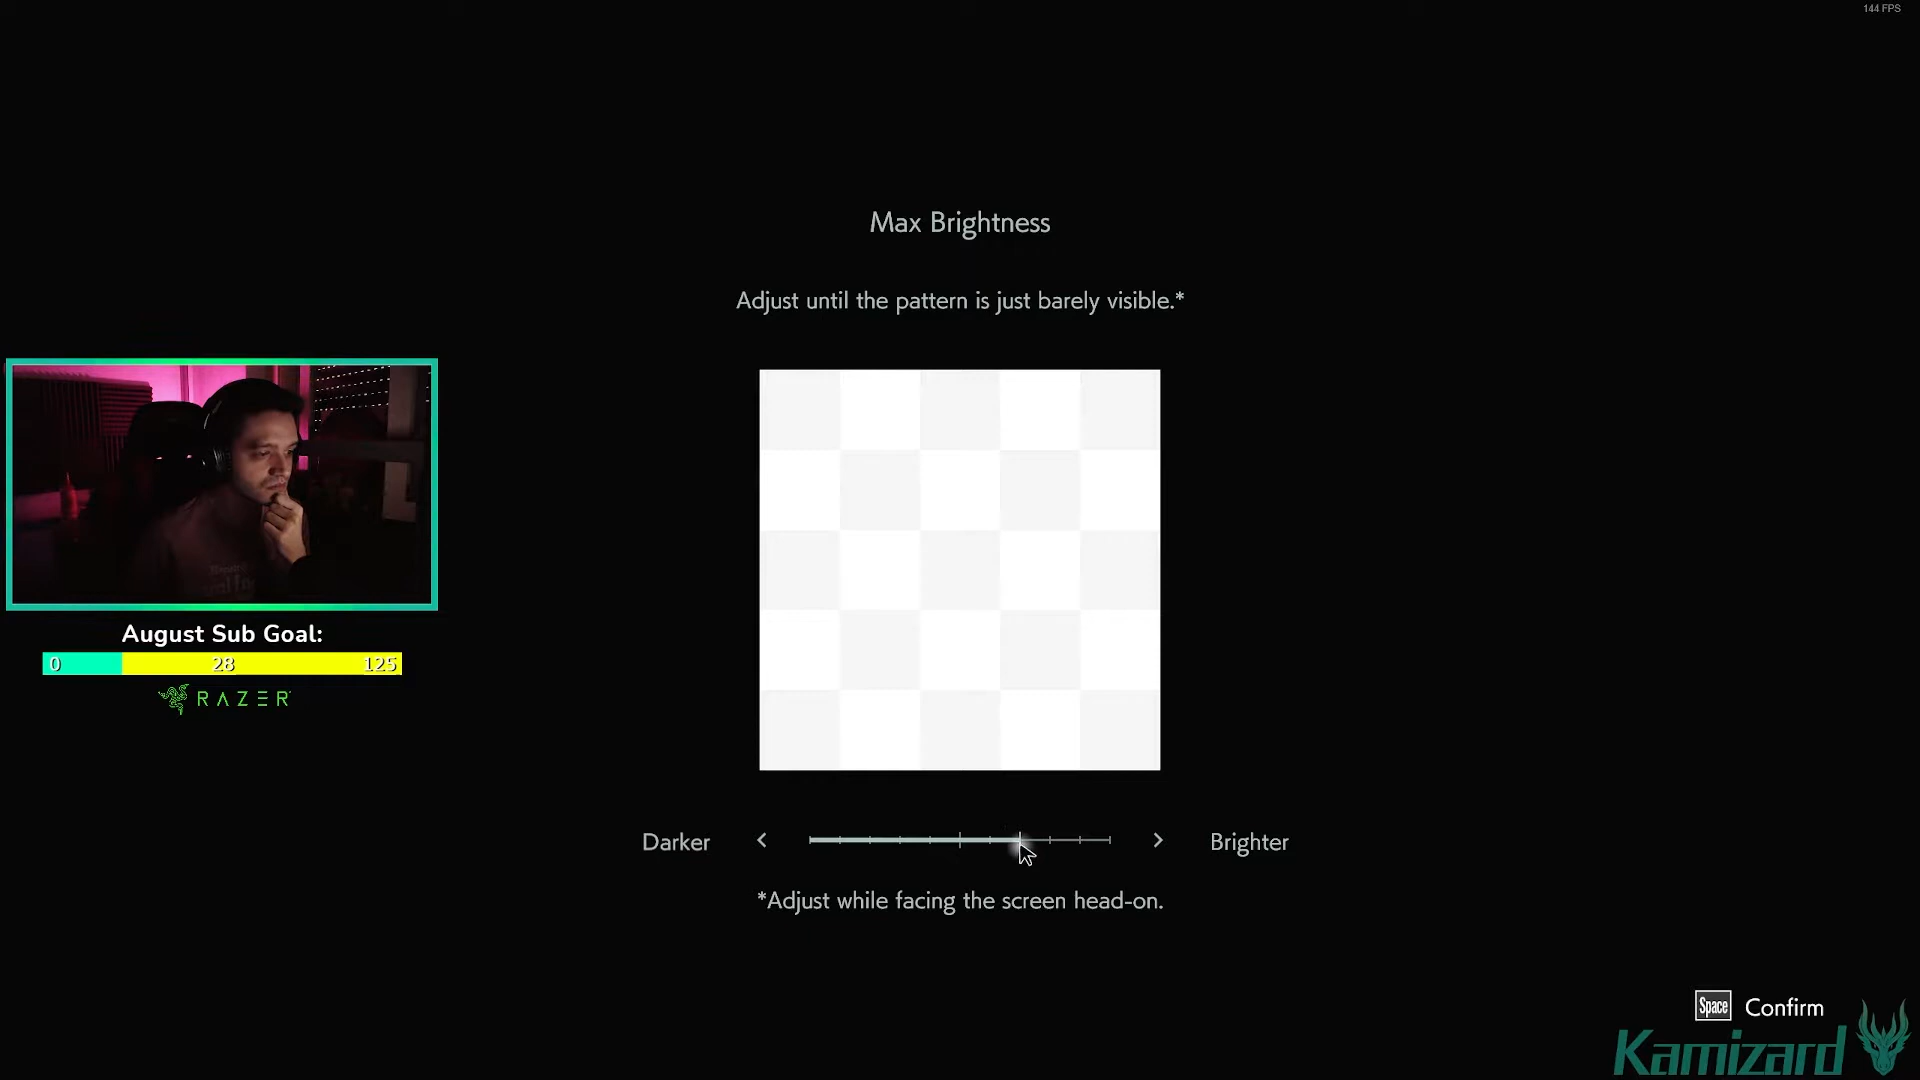 144 FPS
Max Brightness
Adjust until the pattern is just barely visible.*
August Sub Goal:
0 28 125
RAZER
Darker
Brighter
*Adjust while facing the screen head-on.
Space Confirm
Kamizard